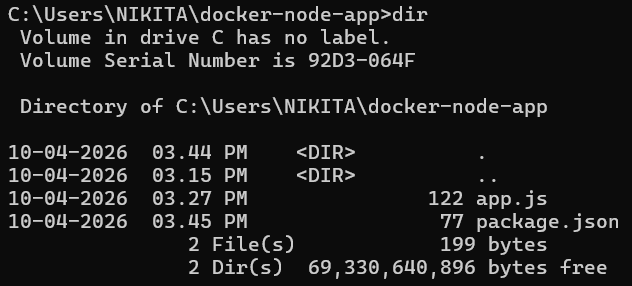 C:\Users\NIKITA\docker-node-app>dir
 Volume in drive C has no label.
 Volume Serial Number is 92D3-064F

 Directory of C:\Users\NIKITA\docker-node-app

10-04-2026  03.44 PM    <DIR>          .
10-04-2026  03.15 PM    <DIR>          ..
10-04-2026  03.27 PM               122 app.js
10-04-2026  03.45 PM                77 package.json
               2 File(s)            199 bytes
               2 Dir(s)  69,330,640,896 bytes free